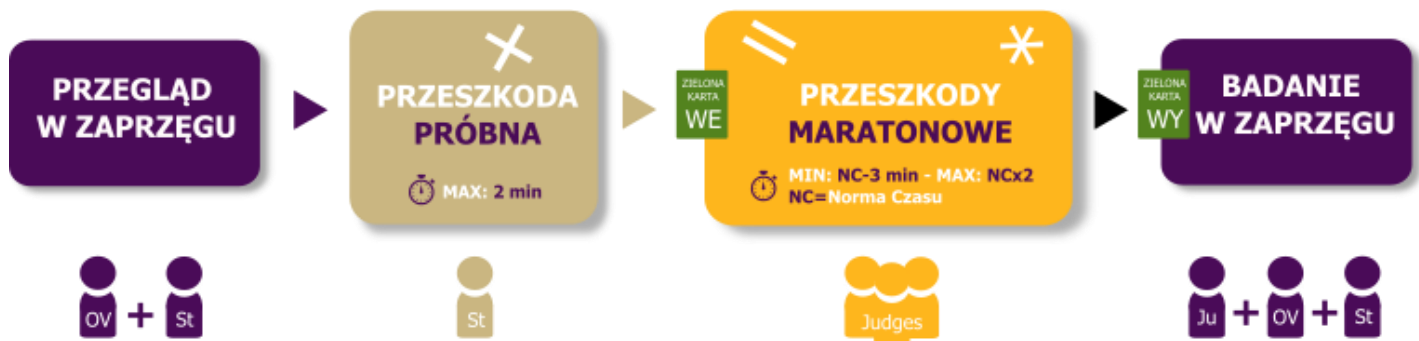 PRZEGLĄD
W ZAPRZĘGU
PRZESZKODA
PRÓBNA
MAX: 2 min
ZIELONA
KARTA
WE
PRZESZKODY
MARATONOWE
MIN: NC-3 min - MAX: NCx2
NC=Norma Czasu
ZIELONA
KARTA
WY
BADANIE
W ZAPRZĘGU
OV + St
St
Judges
Ju + OV + St